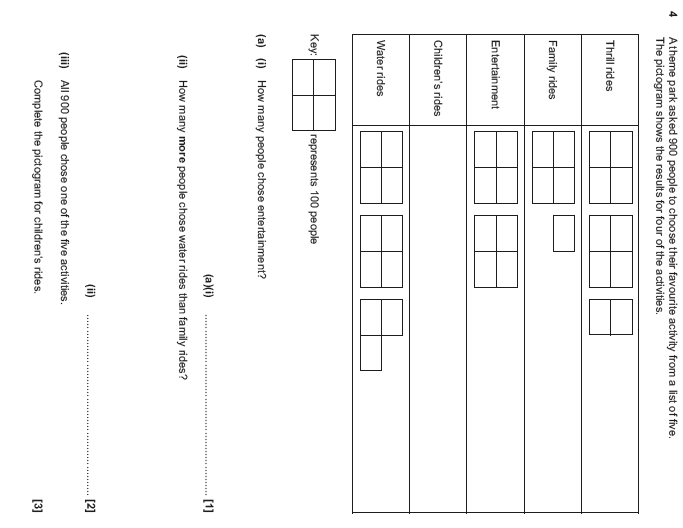 4 A theme park asked 900 people to choose their favourite activity from a list of five.
The pictogram shows the results for four of the activities.
Thrill rides
Family rides
Entertainment
Children's rides
Water rides
Key: represents 100 people
(a) (i) How many people chose entertainment?
(a)(i) .................................................. [1]
(ii) How many more people chose water rides than family rides?
(ii) .................................................. [2]
(iii) All 900 people chose one of the five activities.
Complete the pictogram for children's rides.
[3]